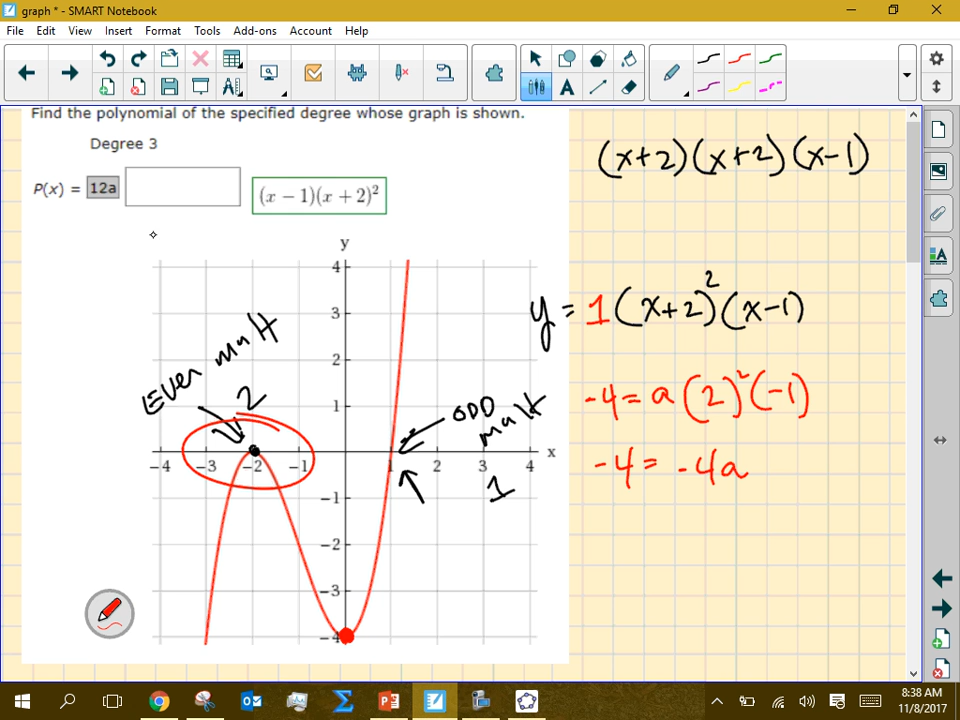 graph * - SMART Notebook
File Edit View Insert Format Tools Add-ons Account Help
Find the polynomial of the specified degree whose graph is shown.
Degree 3
P(x) = 12a
(x − 1)(x + 2)²
(x+2)(x+2)(x-1)
y = 1(x+2)²(x-1)
-4 = a(2)²(-1)
-4 = -4a
y
4
3
2
1
Even mult
2
ODD
mult
1
−4 −3 −2 −1 1 2 3 4 x
−1
−2
−3
−4
8:38 AM
11/8/2017